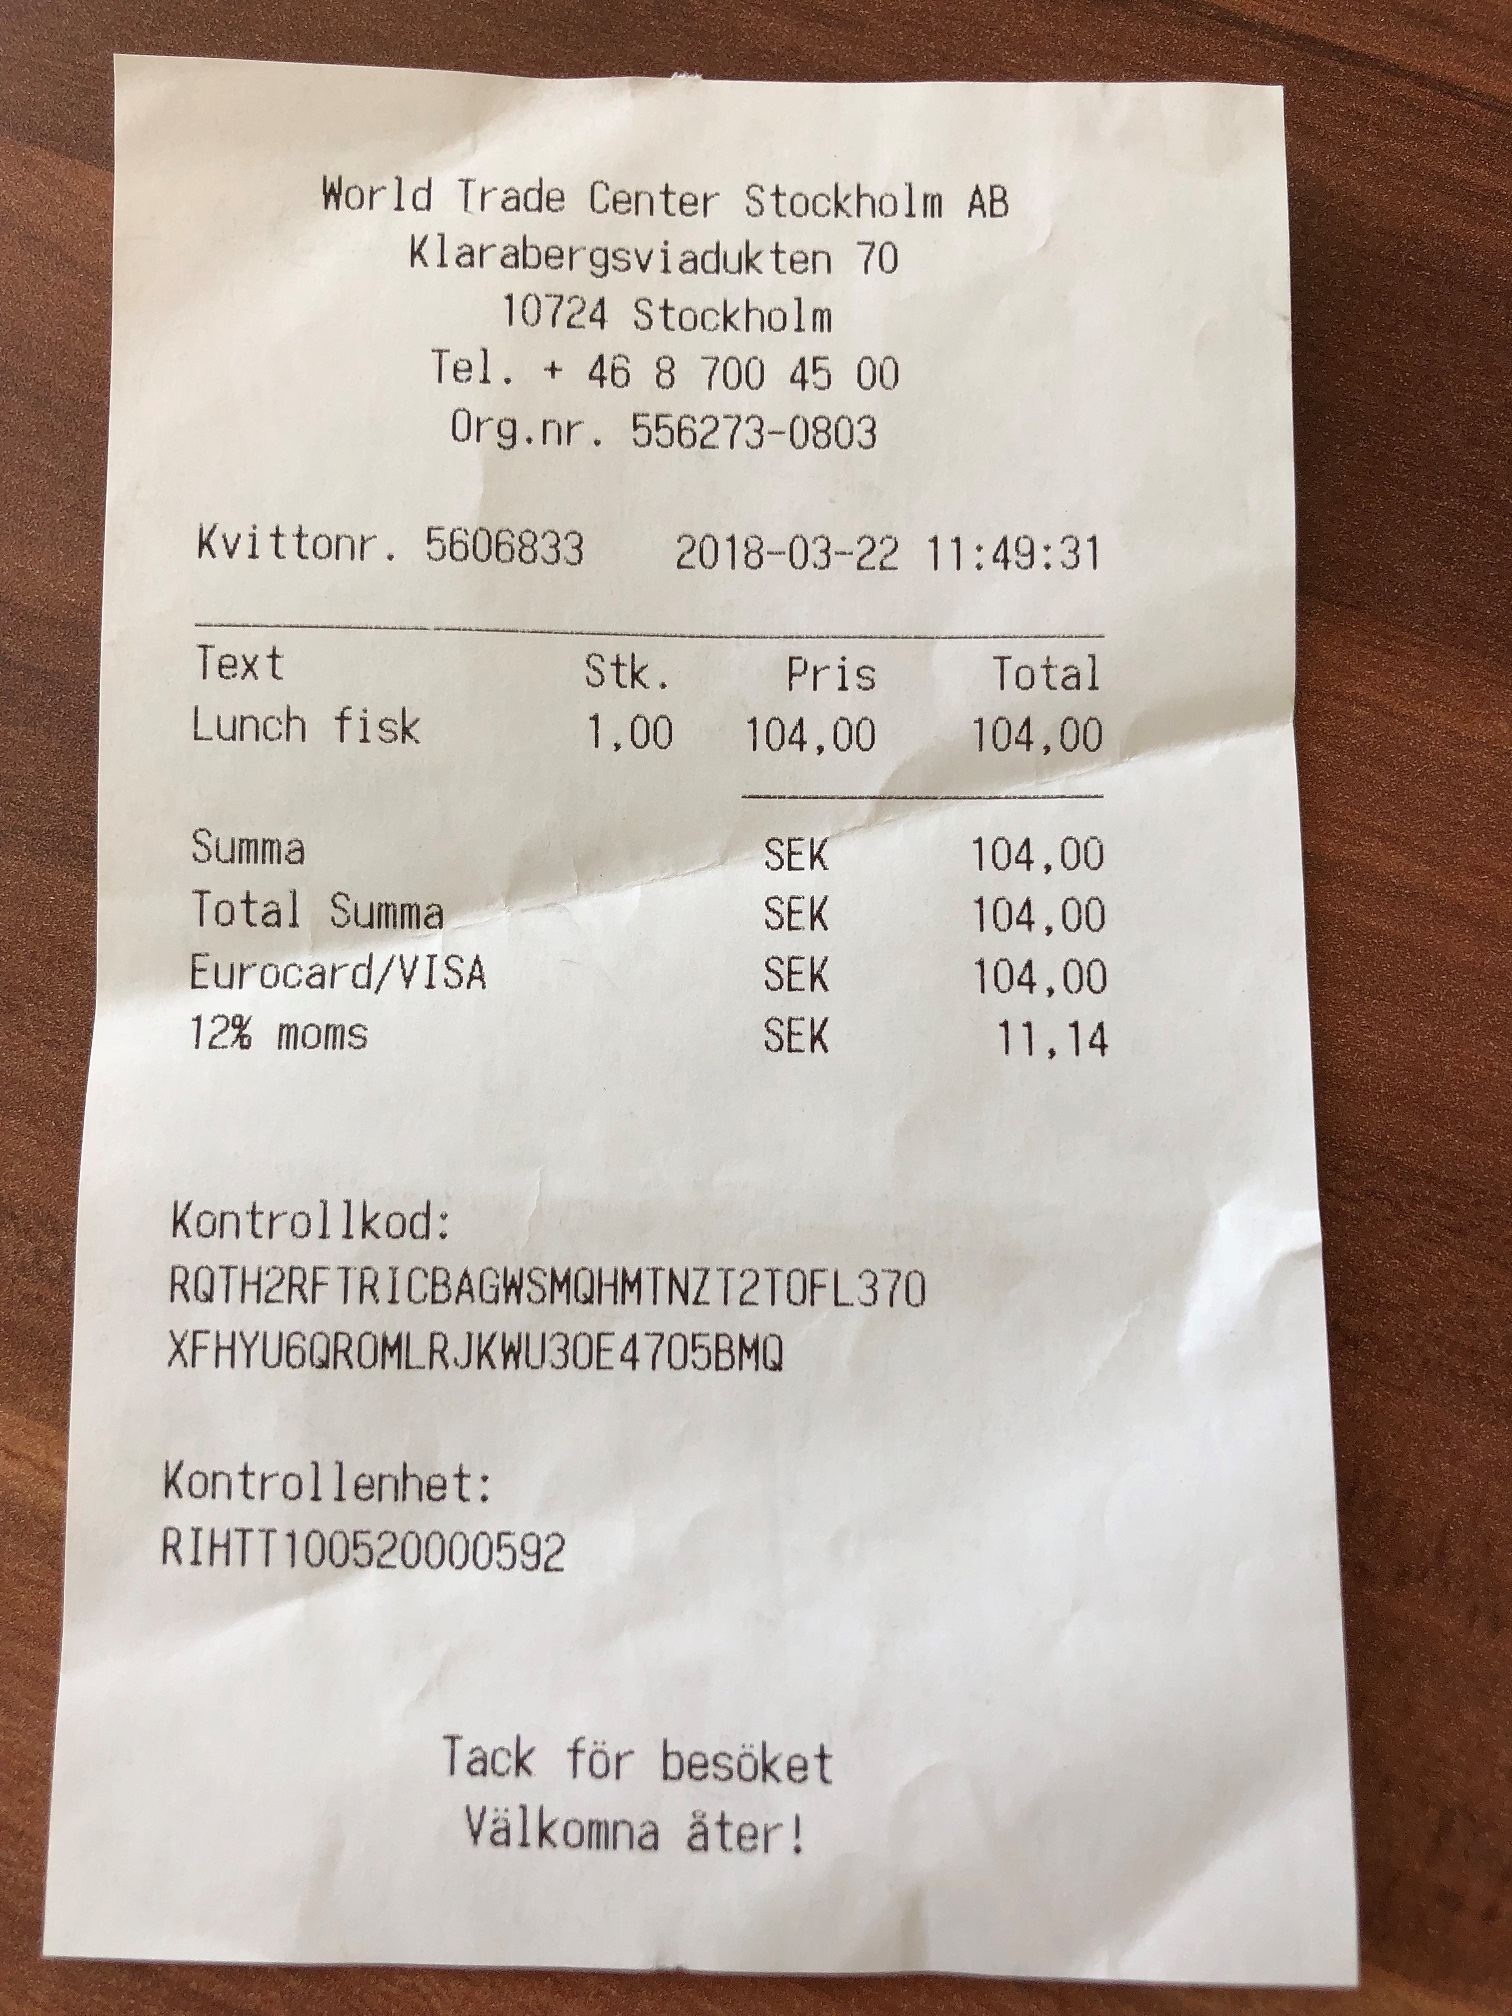 World Trade Center Stockholm AB
Klarabergsviadukten 70
10724 Stockholm
Tel. + 46 8 700 45 00
Org.nr. 556273-0803
Kvittonr. 5606833 2018-03-22 11:49:31
Text Stk. Pris Total
Lunch fisk 1,00 104,00 104,00
Summa SEK 104,00
Total Summa SEK 104,00
Eurocard/VISA SEK 104,00
12% moms SEK 11,14
Kontrollkod:
RQTH2RFTRICBAGWSMQHMTNZT2TOFL37O
XFHYU6QROMLRJKWU3OE47O5BMQ
Kontrollenhet:
RIHTT100520000592
Tack för besöket
Välkomna åter!